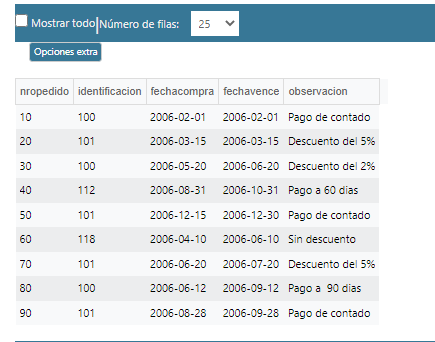 Mostrar todo | Número de filas: 25
Opciones extra
nropedido identificacion fechacompra fechavence observacion
10 100 2006-02-01 2006-02-01 Pago de contado
20 101 2006-03-15 2006-03-15 Descuento del 5%
30 100 2006-05-20 2006-06-20 Descuento del 2%
40 112 2006-08-31 2006-10-31 Pago a 60 dias
50 101 2006-12-15 2006-12-30 Pago de contado
60 118 2006-04-10 2006-06-10 Sin descuento
70 101 2006-06-20 2006-07-20 Descuento del 5%
80 100 2006-06-12 2006-09-12 Pago a  90 dias
90 101 2006-08-28 2006-09-28 Pago de contado